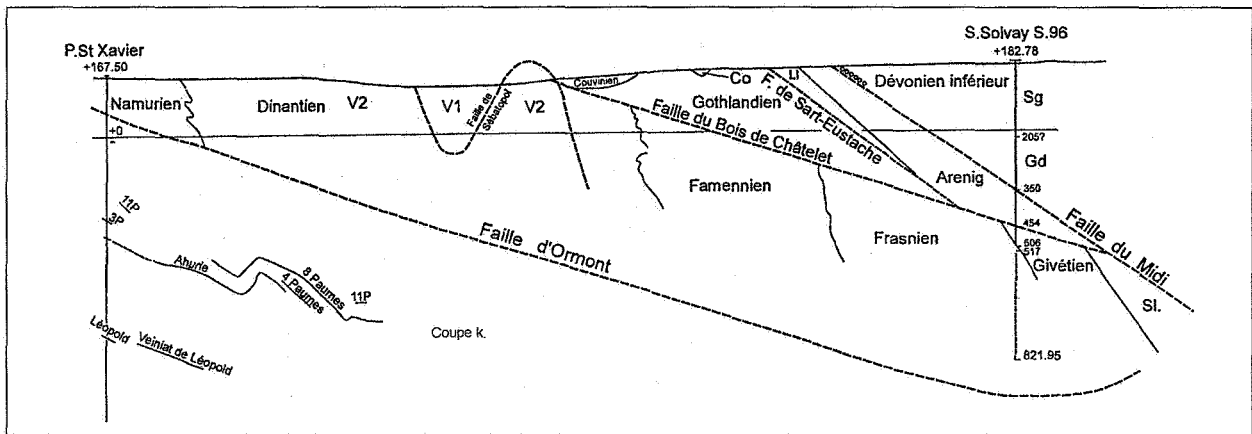 P.St Xavier
+167.50
S.Solvay S.96
+182.78
Namurien
Dinantien
V2
V1
Faille de Sébatopol
V2
Couvinien
Co
Ll
Dévonien inférieur
Gothlandien
F. de Sart-Eustache
Sg
+0
Faille du Bois de Châtelet
205?
Gd
Arenig
350
Famennien
Frasnien
454
506
517
Givétien
Faille du Midi
Sl.
11P
3P
Faille d'Ormont
Ahurie
8 Paumes
4 Paumes
11P
Coupe k.
Léopold
Veiniat de Léopold
821.95